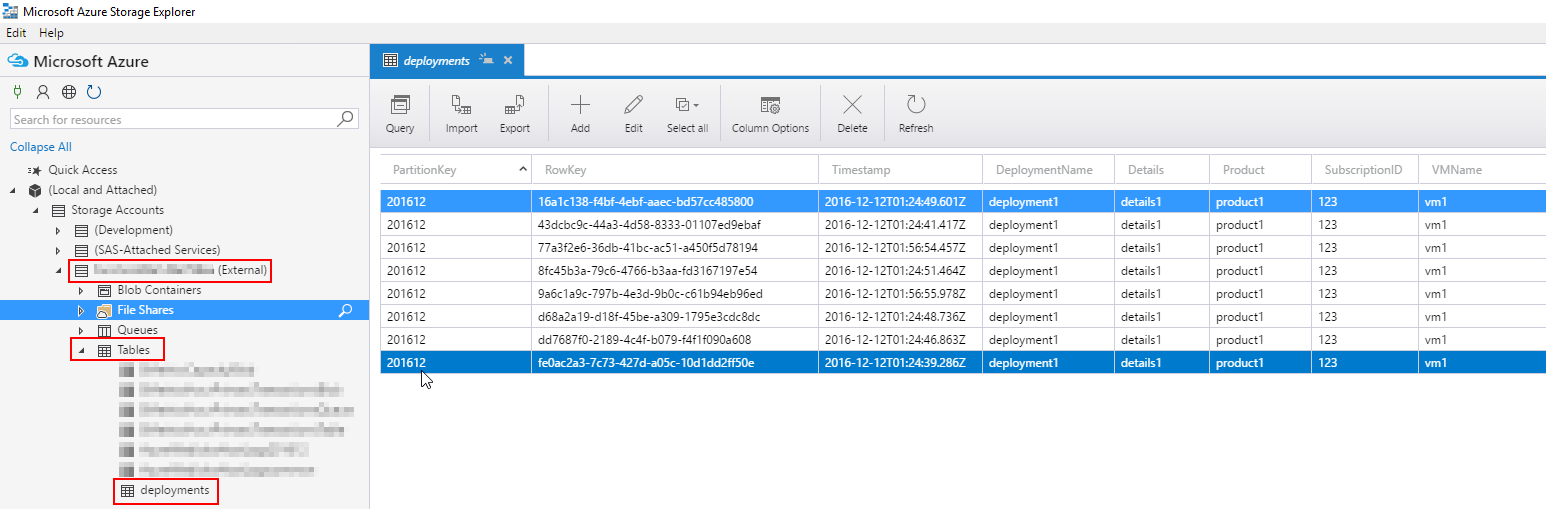 Microsoft Azure Storage Explorer
Edit Help
Microsoft Azure
Search for resources
Collapse All
Quick Access
(Local and Attached)
Storage Accounts
(Development)
(SAS-Attached Services)
(External)
Blob Containers
File Shares
Queues
Tables
deployments
deployments
Query Import Export Add Edit Select all Column Options Delete Refresh
PartitionKey RowKey Timestamp DeploymentName Details Product SubscriptionID VMName
201612 16a1c138-f4bf-4ebf-aaec-bd57cc485800 2016-12-12T01:24:49.601Z deployment1 details1 product1 123 vm1
201612 43dcbc9c-44a3-4d58-8333-01107ed9ebaf 2016-12-12T01:24:41.417Z deployment1 details1 product1 123 vm1
201612 77a3f2e6-36db-41bc-ac51-a450f5d78194 2016-12-12T01:56:54.457Z deployment1 details1 product1 123 vm1
201612 8fc45b3a-79c6-4766-b3aa-fd3167197e54 2016-12-12T01:24:51.464Z deployment1 details1 product1 123 vm1
201612 9a6c1a9c-797b-4e3d-9b0c-c61b94eb96ed 2016-12-12T01:56:55.978Z deployment1 details1 product1 123 vm1
201612 d68a2a19-d18f-45be-a309-1795e3cdc8dc 2016-12-12T01:24:48.736Z deployment1 details1 product1 123 vm1
201612 dd7687f0-2189-4c4f-b079-f4f1f090a608 2016-12-12T01:24:46.863Z deployment1 details1 product1 123 vm1
201612 fe0ac2a3-7c73-427d-a05c-10d1dd2ff50e 2016-12-12T01:24:39.286Z deployment1 details1 product1 123 vm1